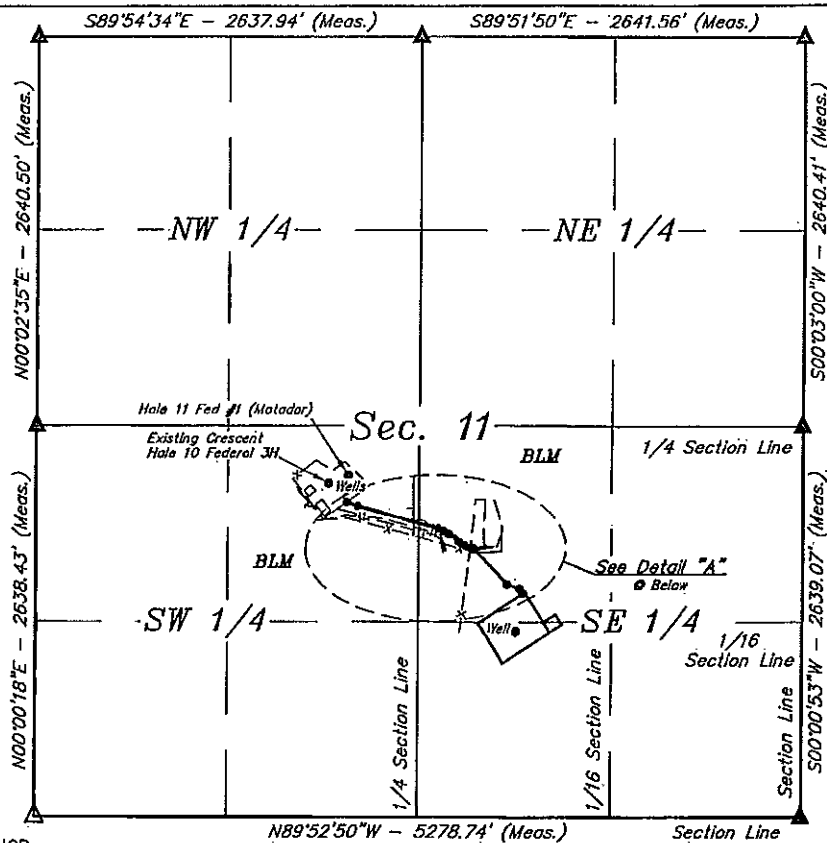 S89°54'34"E - 2637.94' (Meas.)
S89°51'50"E - 2641.56' (Meas.)
N00°02'35"E - 2640.50' (Meas.)
S00°03'00"W - 2640.41' (Meas.)
NW 1/4
NE 1/4
Hale 11 Fed #1 (Matador)
Existing Crescent
Hale 10 Federal 3H
Sec. 11
BLM
1/4 Section Line
Wells
BLM
See Detail "A"
@ Below
SW 1/4
Well
SE 1/4
1/16
Section Line
N00°00'18"E - 2638.43' (Meas.)
S00°00'53"W - 2639.07' (Meas.)
1/4 Section Line
1/16 Section Line
Section Line
N89°52'50"W - 5278.74' (Meas.)
Section Line